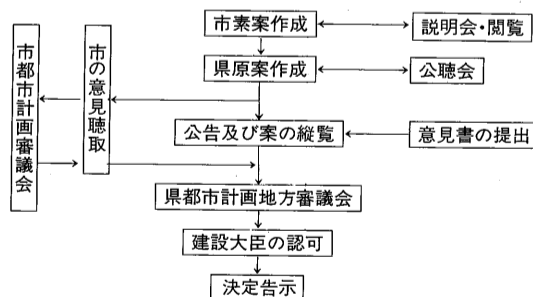 市素案作成
説明会・閲覧
県原案作成
公聴会
市の意見聴取
市都市計画審議会
公告及び案の縦覧
意見書の提出
県都市計画地方審議会
建設大臣の認可
決定告示